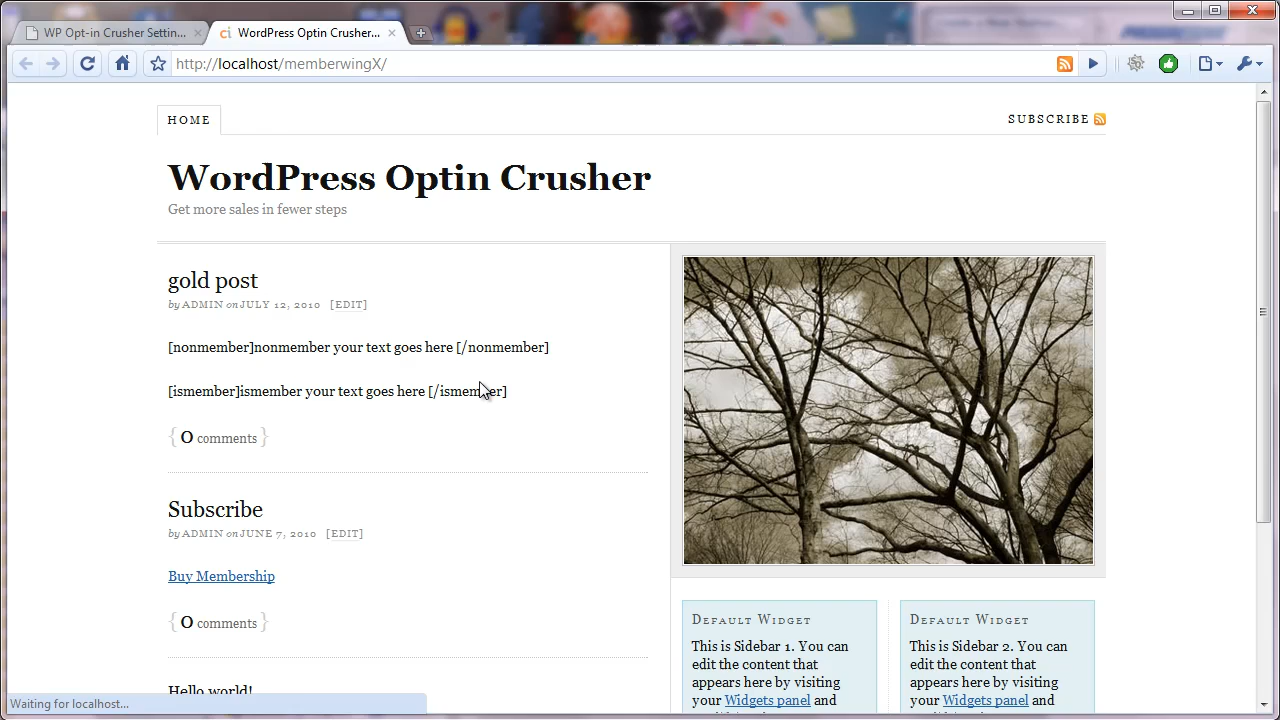 WP Opt-in Crusher Settin...
WordPress Optin Crusher...
http://localhost/memberwingX/
HOME
SUBSCRIBE
WordPress Optin Crusher
Get more sales in fewer steps
gold post
by ADMIN on JULY 12, 2010 [EDIT]
[nonmember]nonmember your text goes here [/nonmember]
[ismember]ismember your text goes here [/ismember]
{ 0 comments }
Subscribe
by ADMIN on JUNE 7, 2010 [EDIT]
Buy Membership
{ 0 comments }
Hello world!
Default Widget
This is Sidebar 1. You can
edit the content that
appears here by visiting
your Widgets panel and
Default Widget
This is Sidebar 2. You can
edit the content that
appears here by visiting
your Widgets panel and
Waiting for localhost...